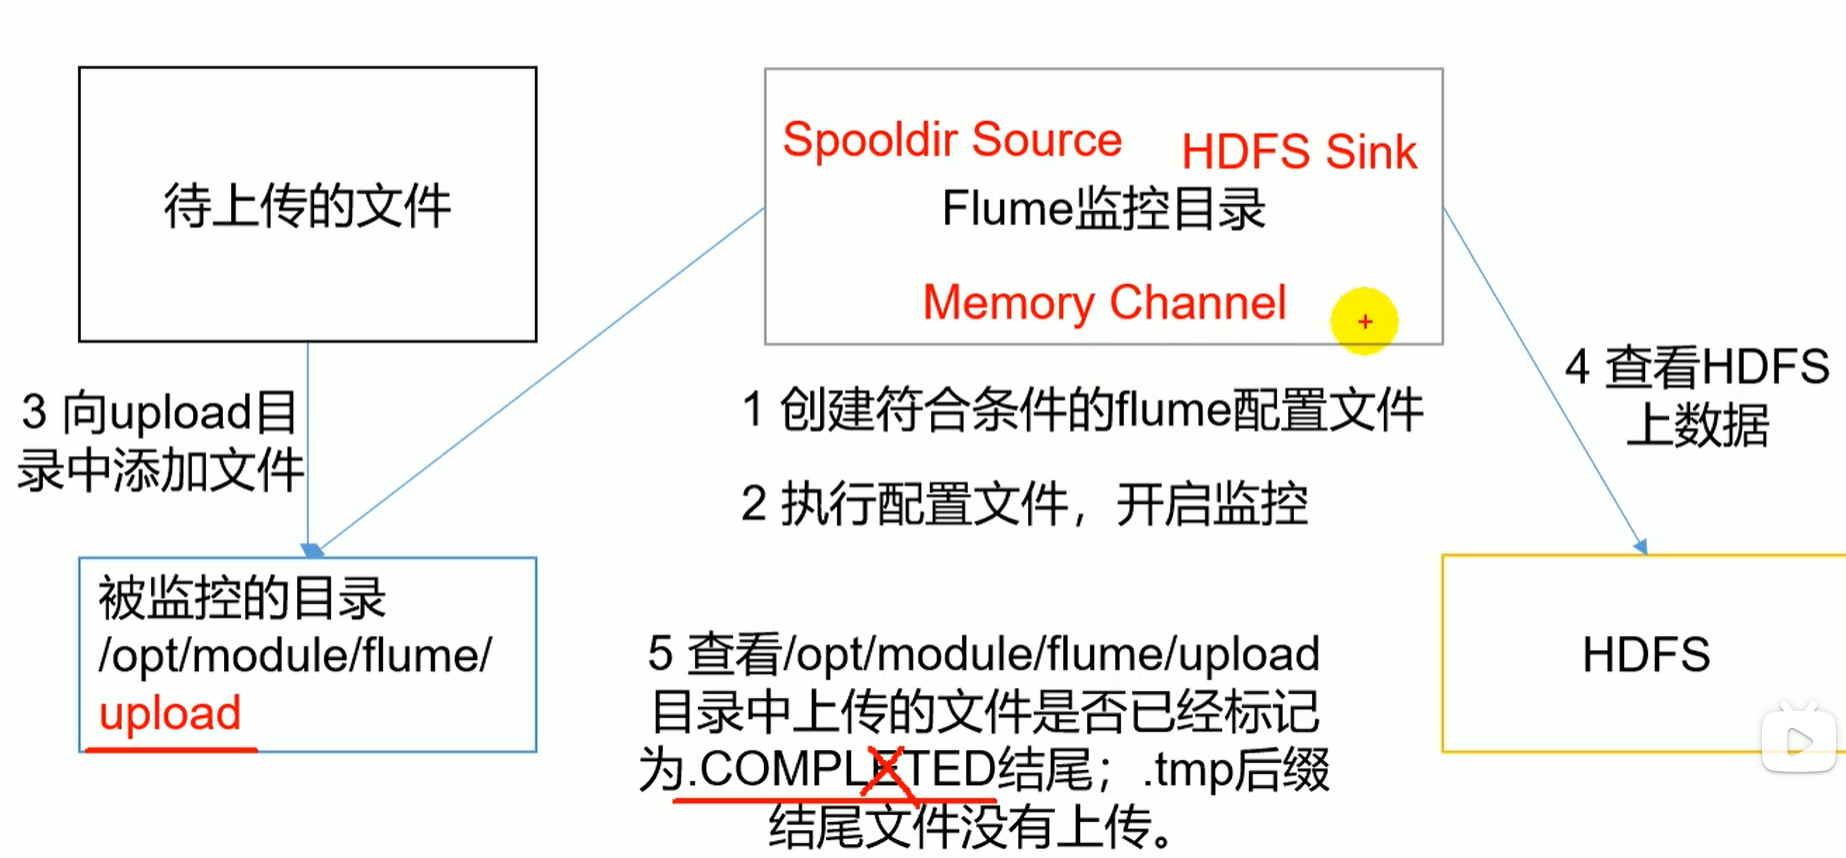 待上传的文件
Spooldir Source
HDFS Sink
Flume监控目录
Memory Channel
3 向upload目
录中添加文件
1 创建符合条件的flume配置文件
2 执行配置文件，开启监控
4 查看HDFS
上数据
被监控的目录
/opt/module/flume/
upload
5 查看/opt/module/flume/upload
目录中上传的文件是否已经标记
为.COMPLETED结尾；.tmp后缀
结尾文件没有上传。
HDFS